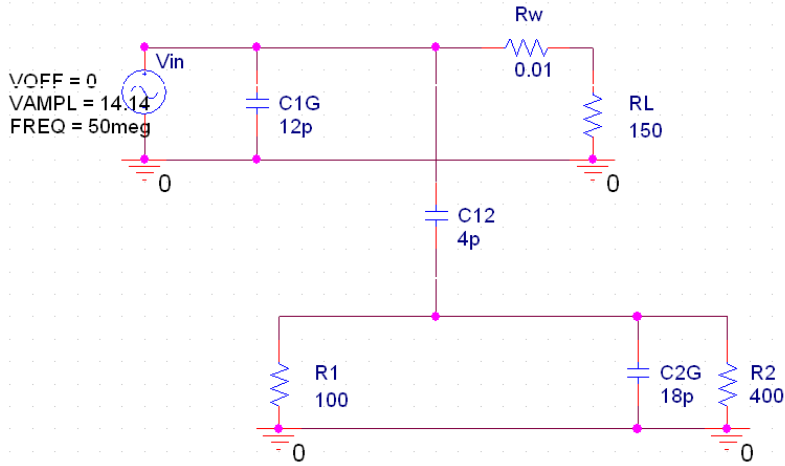 Rw
0.01
Vin
VOFF = 0
VAMPL = 14.14
FREQ = 50meg
C1G
12p
RL
150
0
0
C12
4p
R1
100
C2G
18p
R2
400
0
0